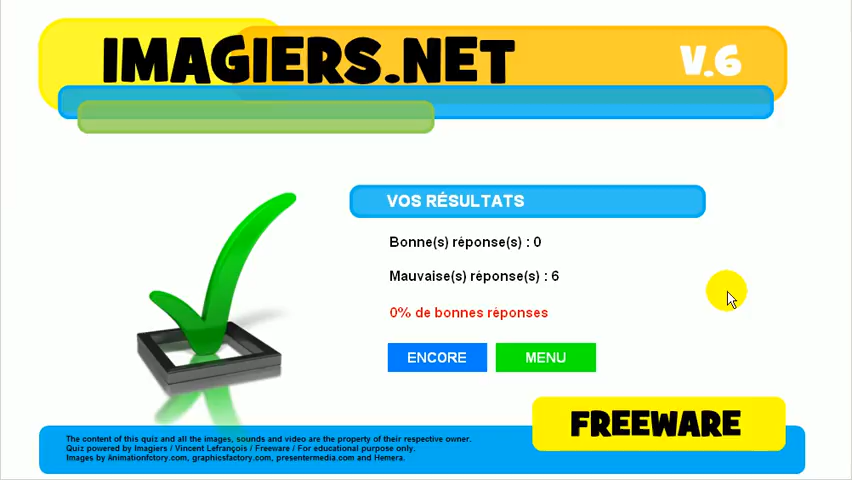 IMAGIERS.NET
V.6
VOS RÉSULTATS
Bonne(s) réponse(s) : 0
Mauvaise(s) réponse(s) : 6
0% de bonnes réponses
ENCORE
MENU
FREEWARE
The content of this quiz and all the images, sounds and video are the property of their respective owner.
Quiz powered by Imagiers / Vincent Lefrançois / Freeware / For educational purpose only.
Images by Animationfctory.com, graphicsfactory.com, presentermedia.com and Hemera.